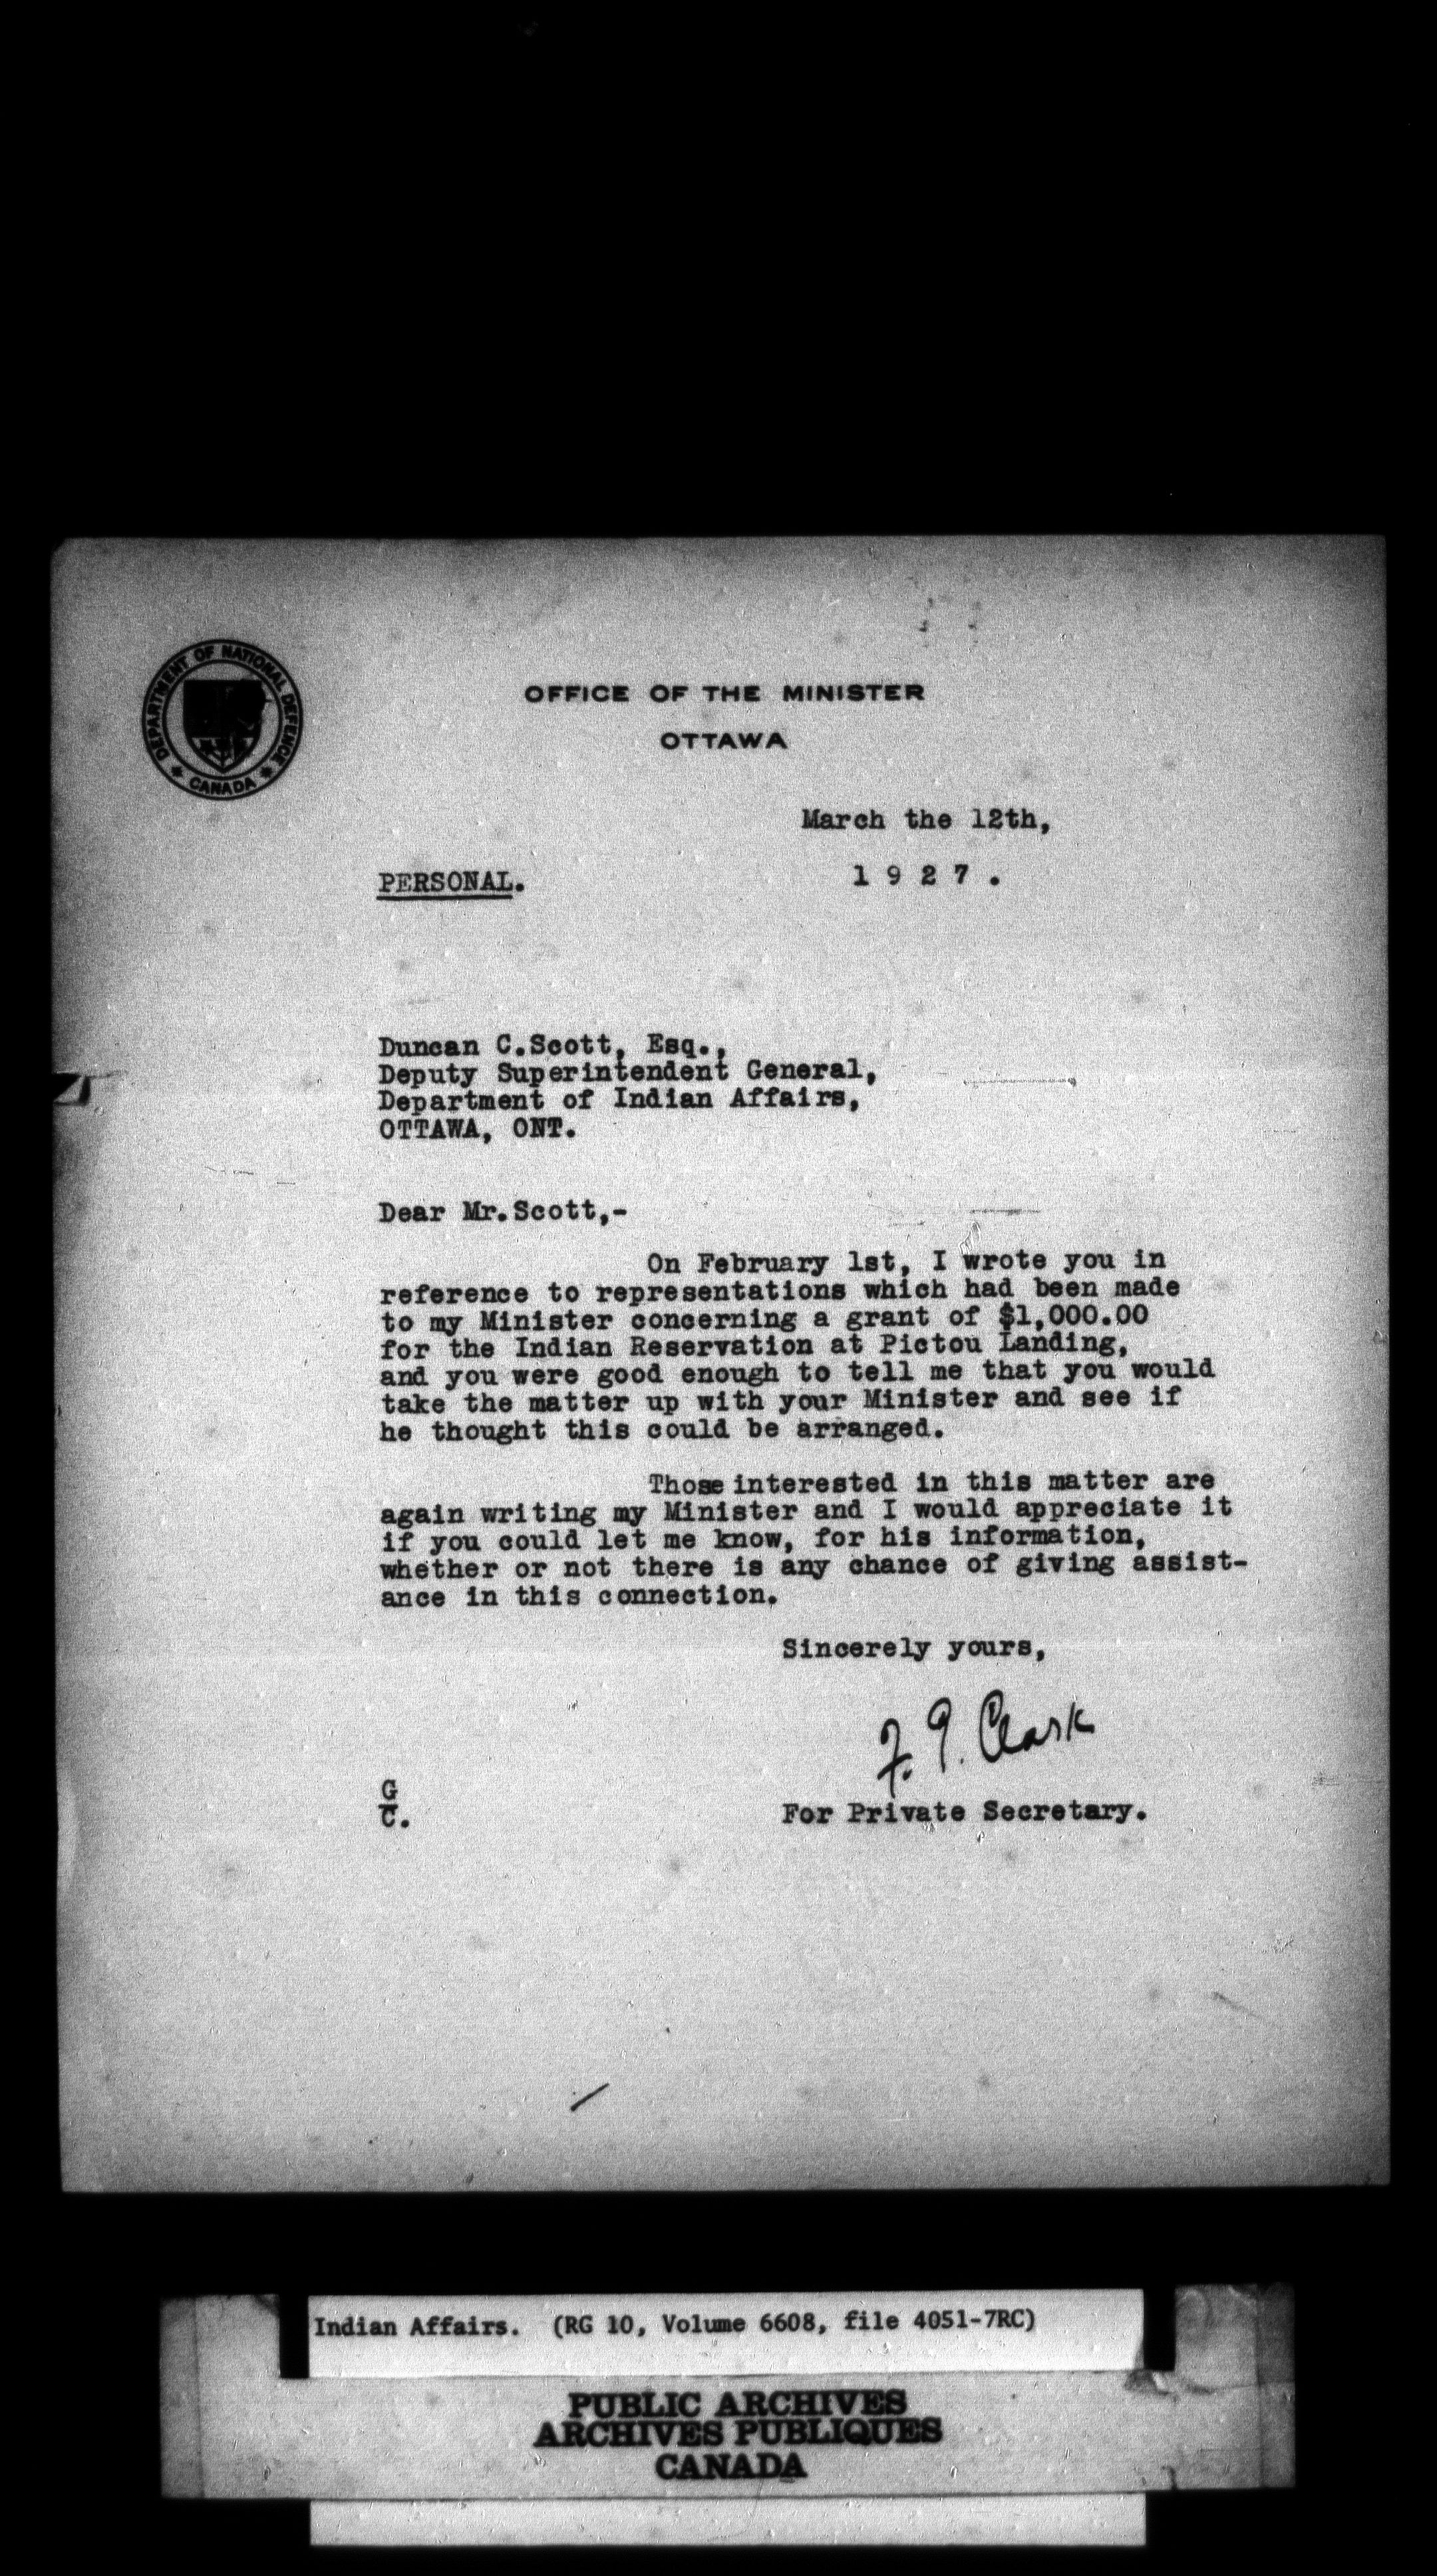 DEPARTMENT OF NATIONAL DEFENCE
CANADA
OFFICE OF THE MINISTER
OTTAWA
March the 12th,
PERSONAL.
1 9 2 7 .
Duncan C.Scott, Esq.,
Deputy Superintendent General,
Department of Indian Affairs,
OTTAWA, ONT.
Dear Mr.Scott,-
On February 1st, I wrote you in
reference to representations which had been made
to my Minister concerning a grant of $1,000.00
for the Indian Reservation at Pictou Landing,
and you were good enough to tell me that you would
take the matter up with your Minister and see if
he thought this could be arranged.
Those interested in this matter are
again writing my Minister and I would appreciate it
if you could let me know, for his information,
whether or not there is any chance of giving assist-
ance in this connection.
Sincerely yours,
F. G. Clark
G
C.
For Private Secretary.
Indian Affairs. (RG 10, Volume 6608, file 4051-7RC)
PUBLIC ARCHIVES
ARCHIVES PUBLIQUES
CANADA